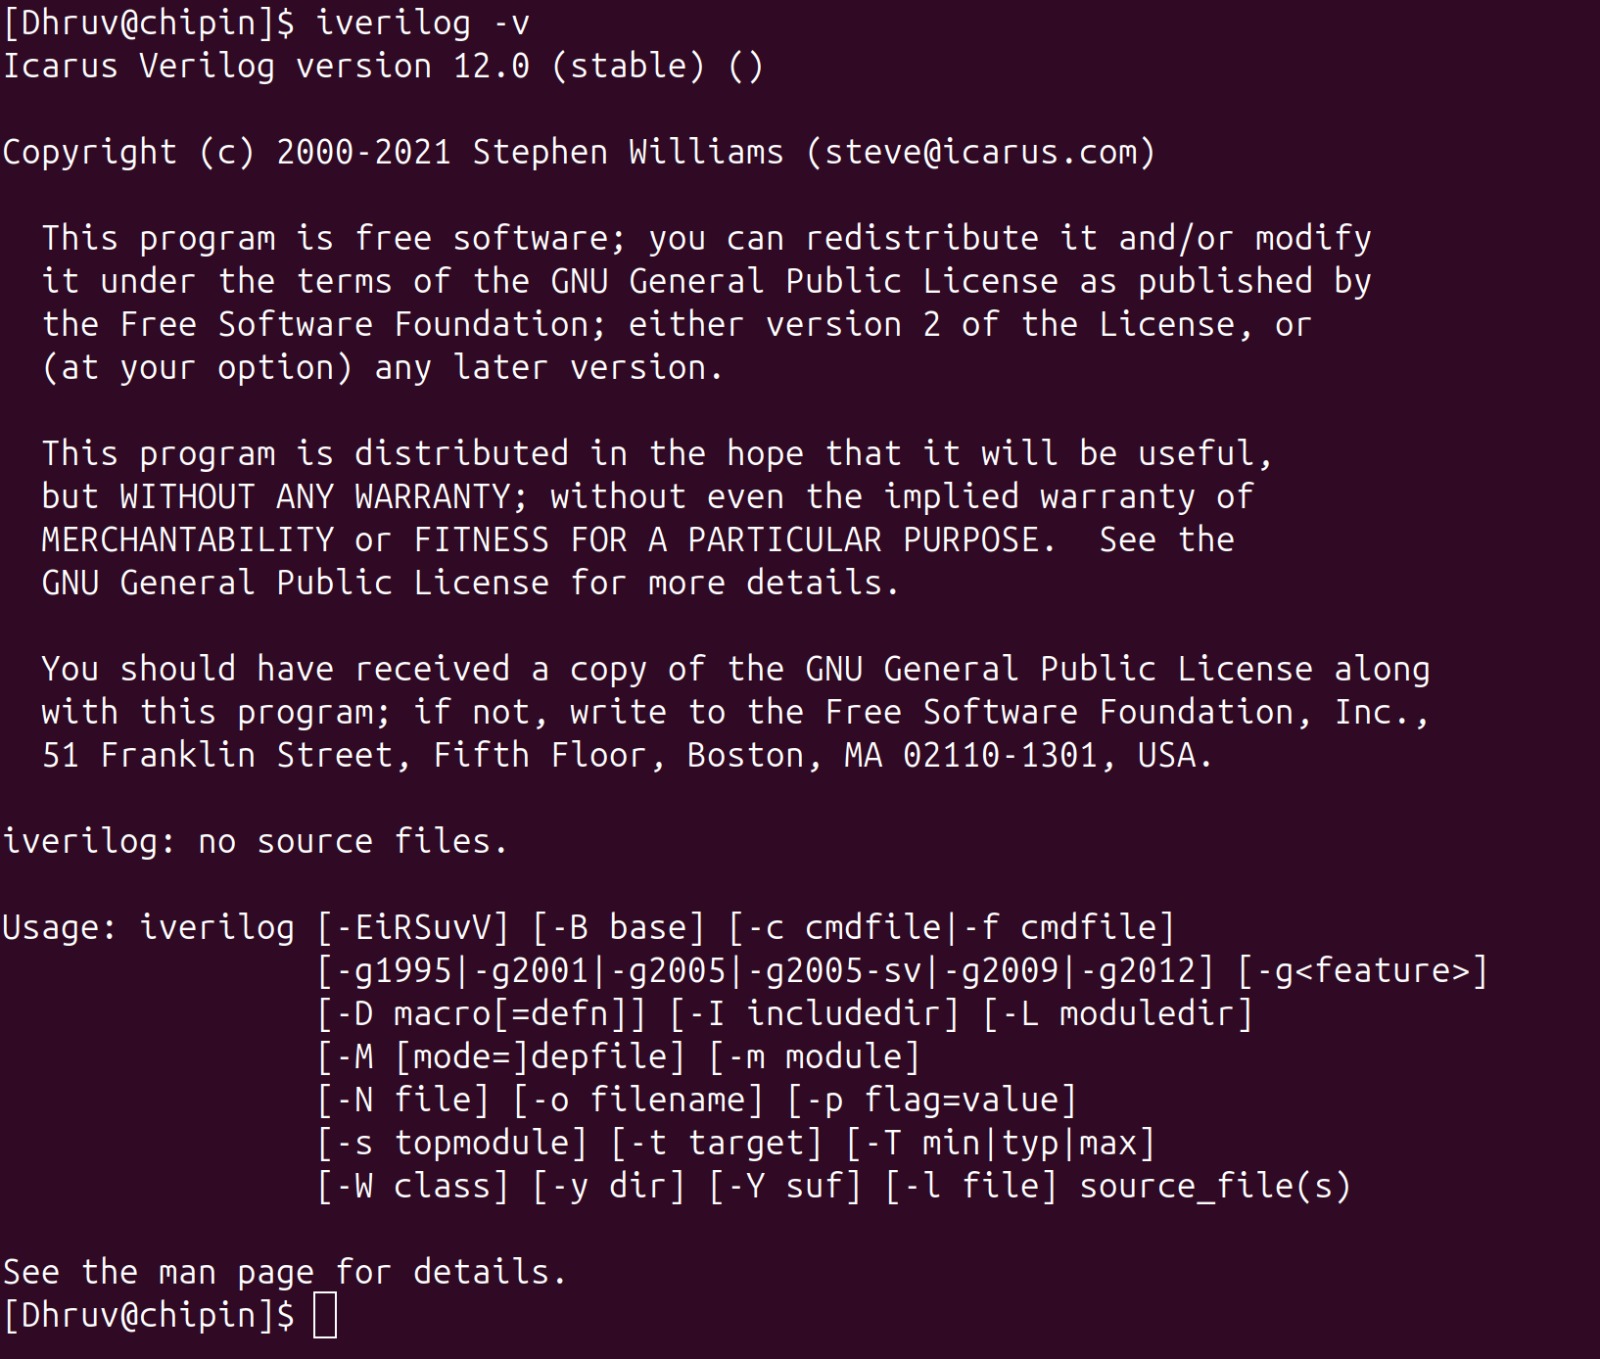 [Dhruv@chipin]$ iverilog -v
Icarus Verilog version 12.0 (stable) ()
Copyright (c) 2000-2021 Stephen Williams (steve@icarus.com)
This program is free software; you can redistribute it and/or modify
it under the terms of the GNU General Public License as published by
the Free Software Foundation; either version 2 of the License, or
(at your option) any later version.
This program is distributed in the hope that it will be useful,
but WITHOUT ANY WARRANTY; without even the implied warranty of
MERCHANTABILITY or FITNESS FOR A PARTICULAR PURPOSE.  See the
GNU General Public License for more details.
You should have received a copy of the GNU General Public License along
with this program; if not, write to the Free Software Foundation, Inc.,
51 Franklin Street, Fifth Floor, Boston, MA 02110-1301, USA.
iverilog: no source files.
Usage: iverilog [-EiRSuvV] [-B base] [-c cmdfile|-f cmdfile]
[-g1995|-g2001|-g2005|-g2005-sv|-g2009|-g2012] [-g<feature>]
[-D macro[=defn]] [-I includedir] [-L moduledir]
[-M [mode=]depfile] [-m module]
[-N file] [-o filename] [-p flag=value]
[-s topmodule] [-t target] [-T min|typ|max]
[-W class] [-y dir] [-Y suf] [-l file] source_file(s)
See the man page for details.
[Dhruv@chipin]$